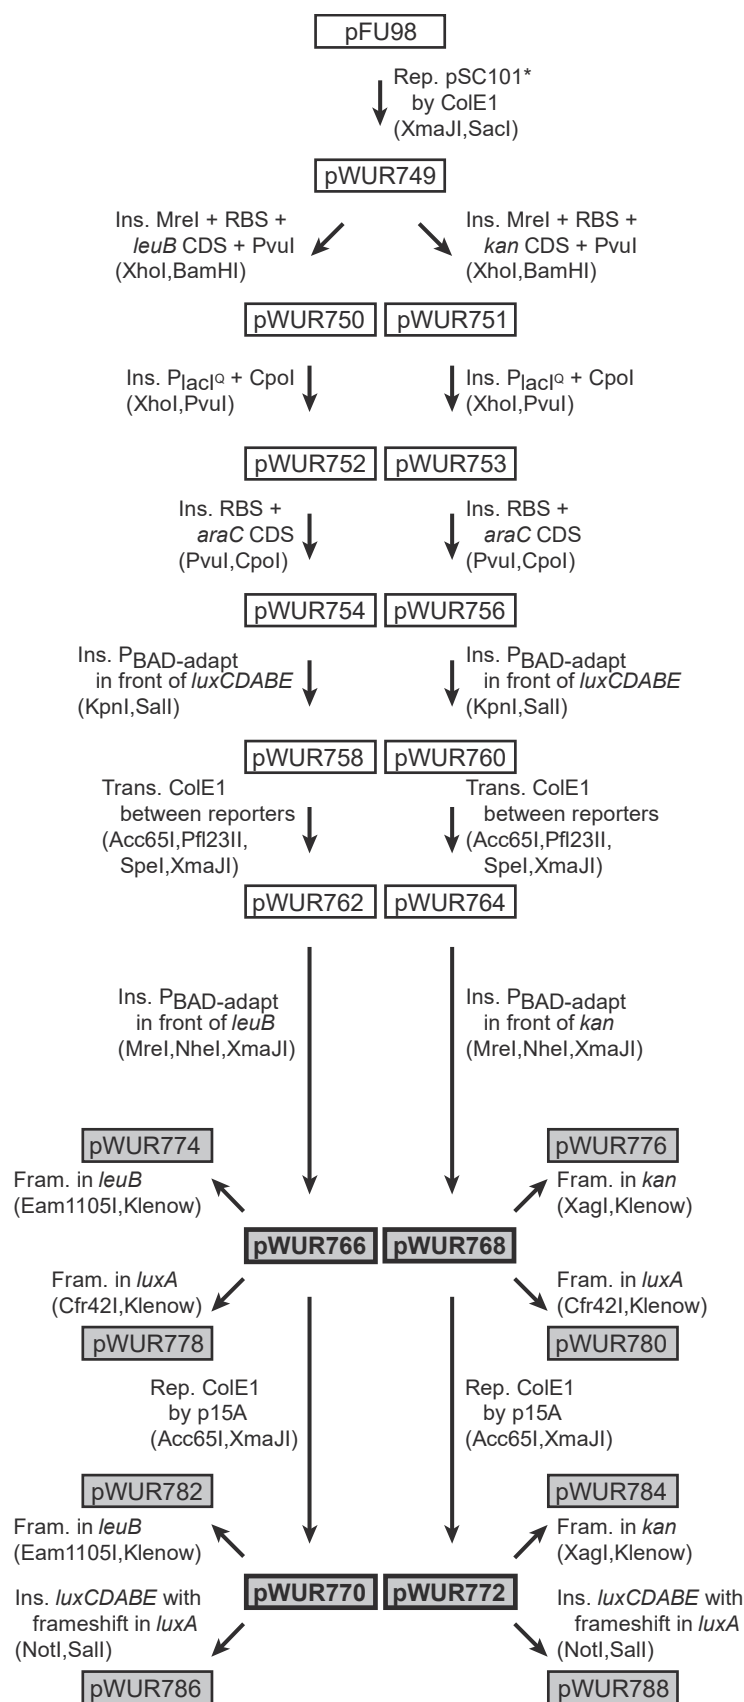 pFU98
Rep. pSC101*
by ColE1
(XmaJI,SacI)
pWUR749
Ins. MreI + RBS +
leuB CDS + PvuI
(XhoI,BamHI)
Ins. MreI + RBS +
kan CDS + PvuI
(XhoI,BamHI)
pWUR750
pWUR751
Ins. PlacIQ + CpoI
(XhoI,PvuI)
Ins. PlacIQ + CpoI
(XhoI,PvuI)
pWUR752
pWUR753
Ins. RBS +
araC CDS
(PvuI,CpoI)
Ins. RBS +
araC CDS
(PvuI,CpoI)
pWUR754
pWUR756
Ins. PBAD-adapt
in front of luxCDABE
(KpnI,SalI)
Ins. PBAD-adapt
in front of luxCDABE
(KpnI,SalI)
pWUR758
pWUR760
Trans. ColE1
between reporters
(Acc65I,Pfl23II,
SpeI,XmaJI)
Trans. ColE1
between reporters
(Acc65I,Pfl23II,
SpeI,XmaJI)
pWUR762
pWUR764
Ins. PBAD-adapt
in front of leuB
(MreI,NheI,XmaJI)
Ins. PBAD-adapt
in front of kan
(MreI,NheI,XmaJI)
pWUR774
pWUR776
Fram. in leuB
(Eam1105I,Klenow)
Fram. in kan
(XagI,Klenow)
pWUR766
pWUR768
Fram. in luxA
(Cfr42I,Klenow)
Fram. in luxA
(Cfr42I,Klenow)
pWUR778
pWUR780
Rep. ColE1
by p15A
(Acc65I,XmaJI)
Rep. ColE1
by p15A
(Acc65I,XmaJI)
pWUR782
pWUR784
Fram. in leuB
(Eam1105I,Klenow)
Fram. in kan
(XagI,Klenow)
pWUR770
pWUR772
Ins. luxCDABE with
frameshift in luxA
(NotI,SalI)
Ins. luxCDABE with
frameshift in luxA
(NotI,SalI)
pWUR786
pWUR788